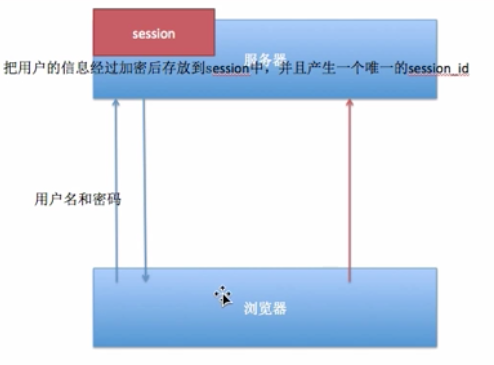 session
服务器
把用户的信息经过加密后存放到session中，并且产生一个唯一的session_id
用户名和密码
浏览器